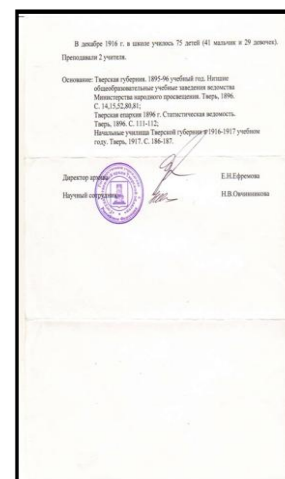 В декабре 1916 г. в школе училось 75 детей (41 мальчик и 29 девочек).
Преподавали 2 учителя.
Основание: Тверская губерния. 1895-96 учебный год. Низшие
общеобразовательные учебные заведения ведомства
Министерства народного просвещения. Тверь, 1896.
С. 14,15,52,80,81;
Тверская епархия 1896 г. Статистическая ведомость.
Тверь, 1896. С. 111-112;
Начальные училища Тверской губернии в 1916-1917 учебном
году. Тверь, 1917. С. 186-187.
Директор архива Е.Н.Ефремова
Научный сотрудник Н.В.Овчинникова